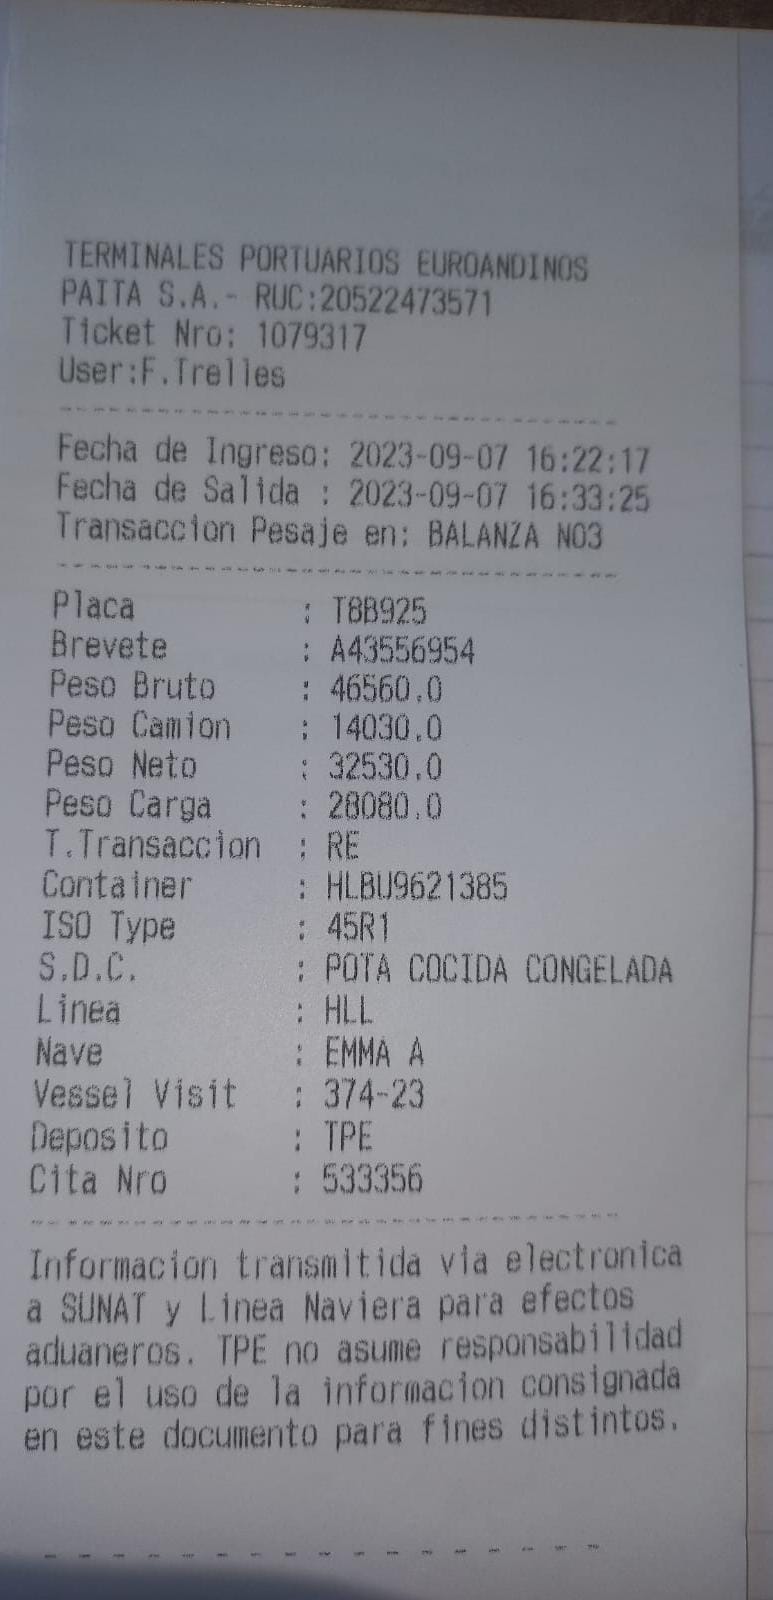 TERMINALES PORTUARIOS EUROANDINOS
PAITA S.A.- RUC:20522473571
Ticket Nro: 1079317
User:F.Trelles
Fecha de Ingreso: 2023-09-07 16:22:17
Fecha de Salida : 2023-09-07 16:33:25
Transaccion Pesaje en: BALANZA NO3
Placa : T8B925
Brevete : A43556954
Peso Bruto : 46560.0
Peso Camion : 14030.0
Peso Neto : 32530.0
Peso Carga : 28080.0
T.Transaccion : RE
Container : HLBU9621385
ISO Type : 45R1
S.D.C. : POTA COCIDA CONGELADA
Linea : HLL
Nave : EMMA A
Vessel Visit : 374-23
Deposito : TPE
Cita Nro : 533356
Informacion transmitida via electronica
a SUNAT y Linea Naviera para efectos
aduaneros. TPE no asume responsabilidad
por el uso de la informacion consignada
en este documento para fines distintos.